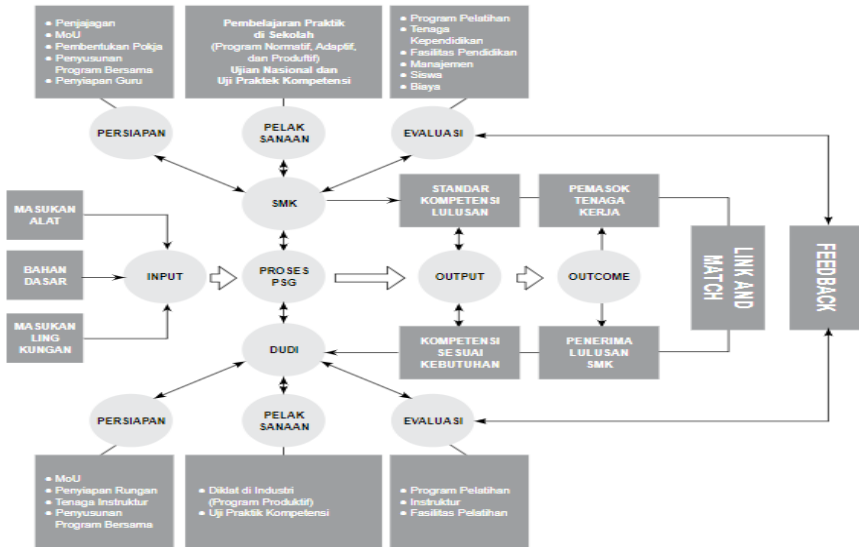 • Penjajagan
• MoU
• Pembentukan Pokja
• Penyusunan
Program Bersama
• Penyiapan Guru
Pembelajaran Praktik
di Sekolah
(Program Normatif, Adaptif,
dan Produftif)
Ujian Nasional dan
Uji Praktek Kompetensi
• Program Pelatihan
• Tenaga
Kependidikan
• Fasilitas Pendidikan
• Manajemen
• Siswa
• Biaya
PERSIAPAN
PELAK
SANAAN
EVALUASI
SMK
STANDAR
KOMPETENSI
LULUSAN
PEMASOK
TENAGA
KERJA
MASUKAN
ALAT
BAHAN
DASAR
MASUKAN
LING
KUNGAN
INPUT
PROSES
PSG
OUTPUT
OUTCOME
LINK AND
MATCH
FEEDBACK
DUDI
KOMPETENSI
SESUAI
KEBUTUHAN
PENERIMA
LULUSAN
SMK
PERSIAPAN
PELAK
SANAAN
EVALUASI
• MoU
• Penyiapan Rungan
• Tenaga Instruktur
• Penyusunan
Program Bersama
• Diklat di Industri
(Program Produktif)
• Uji Praktik Kompetensi
• Program Pelatihan
• Instruktur
• Fasilitas Pelatihan